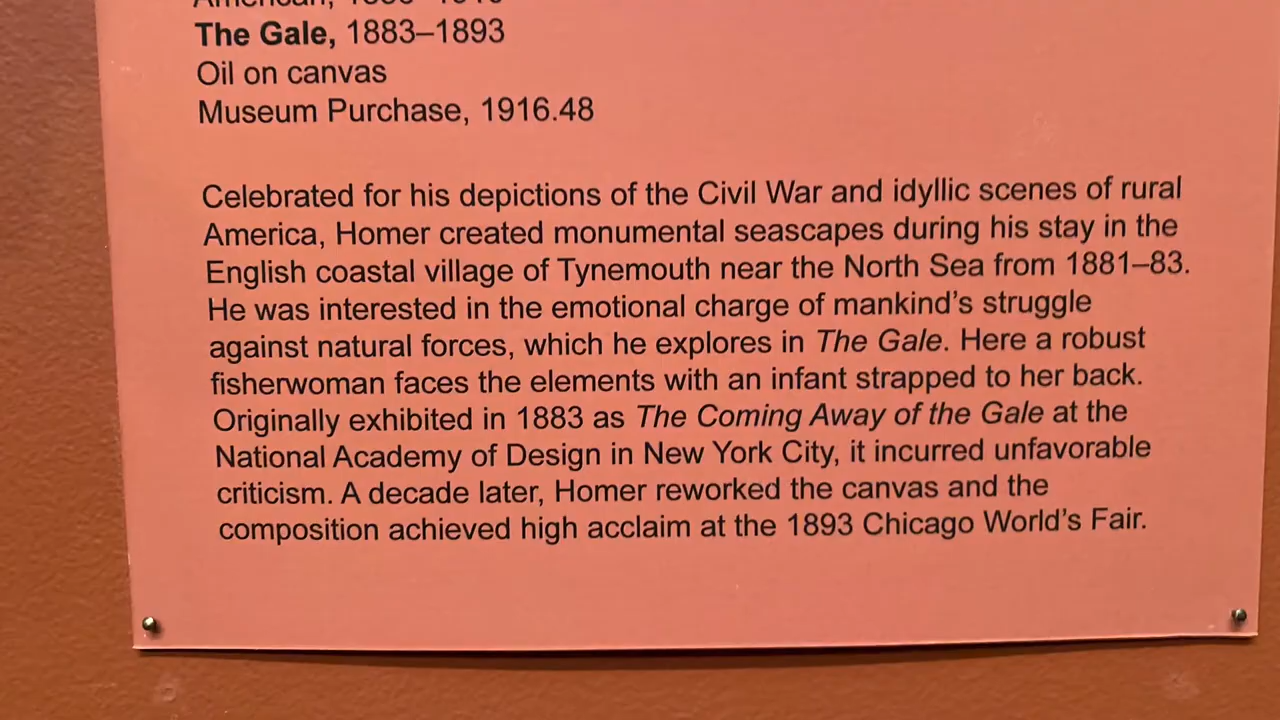 The Gale, 1883–1893
Oil on canvas
Museum Purchase, 1916.48
Celebrated for his depictions of the Civil War and idyllic scenes of rural
America, Homer created monumental seascapes during his stay in the
English coastal village of Tynemouth near the North Sea from 1881–83.
He was interested in the emotional charge of mankind’s struggle
against natural forces, which he explores in The Gale. Here a robust
fisherwoman faces the elements with an infant strapped to her back.
Originally exhibited in 1883 as The Coming Away of the Gale at the
National Academy of Design in New York City, it incurred unfavorable
criticism. A decade later, Homer reworked the canvas and the
composition achieved high acclaim at the 1893 Chicago World’s Fair.